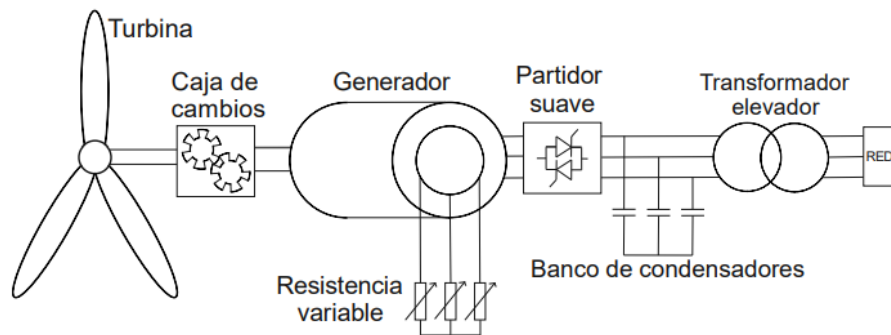 Turbina
Caja de
cambios
Generador
Partidor
suave
Transformador
elevador
RED
Resistencia
variable
Banco de condensadores